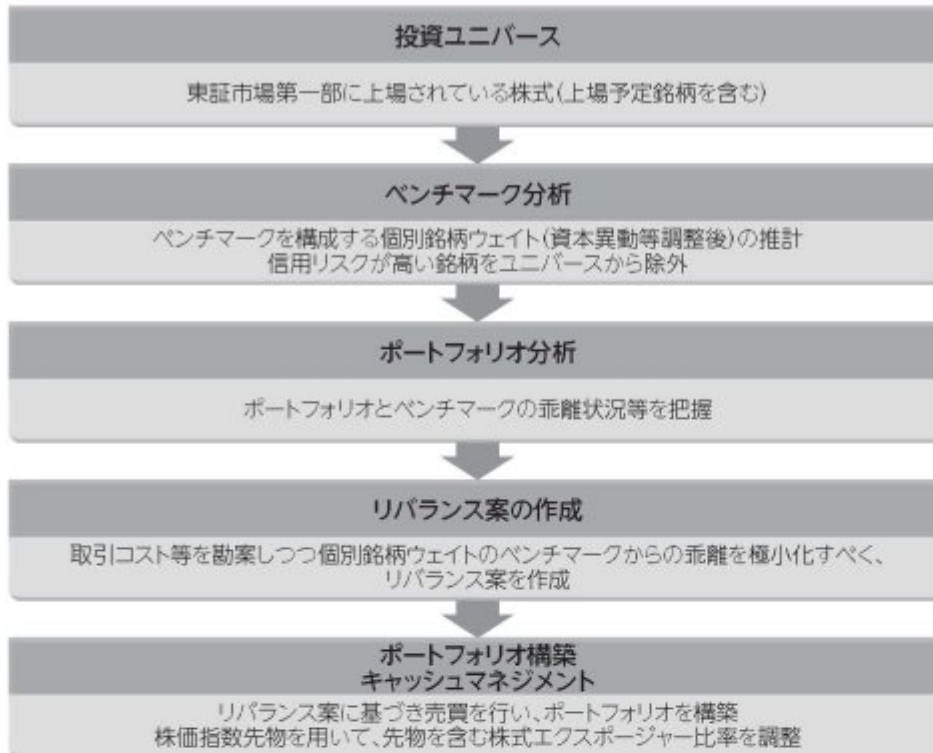 投資ユニバース
東証市場第一部に上場されている株式(上場予定銘柄を含む)
ベンチマーク分析
ベンチマークを構成する個別銘柄ウェイト(資本異動等調整後)の推計
信用リスクが高い銘柄をユニバースから除外
ポートフォリオ分析
ポートフォリオとベンチマークの乖離状況等を把握
リバランス案の作成
取引コスト等を勘案しつつ個別銘柄ウェイトのベンチマークからの乖離を極小化すべく、
リバランス案を作成
ポートフォリオ構築
キャッシュマネジメント
リバランス案に基づき売買を行い、ポートフォリオを構築
株価指数先物を用いて、先物を含む株式エクスポージャー比率を調整